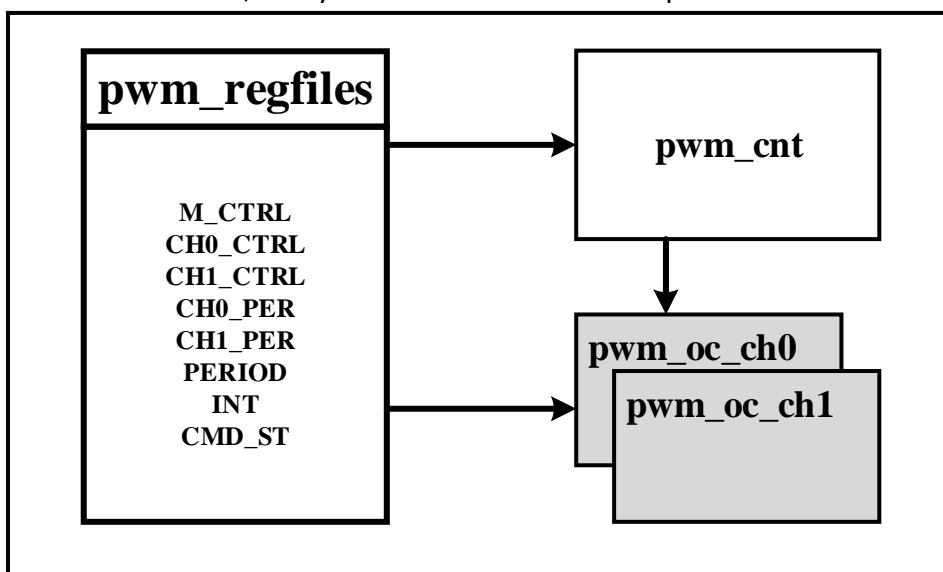 pwm_regfiles
M_CTRL
CH0_CTRL
CH1_CTRL
CH0_PER
CH1_PER
PERIOD
INT
CMD_ST
pwm_cnt
pwm_oc_ch0
pwm_oc_ch1